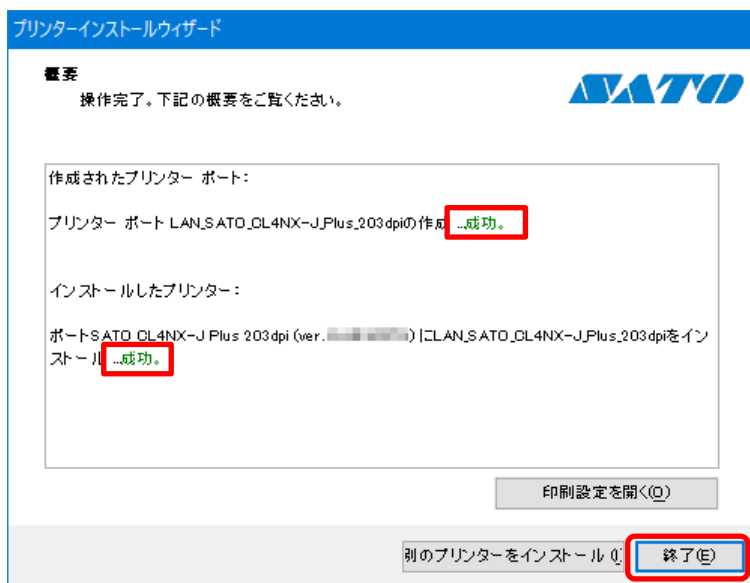 プリンターインストールウィザード
概要
操作完了。下記の概要をご覧ください。
SATO
作成されたプリンター ポート:
プリンター ポート LAN_SATO_CL4NX-J_Plus_203dpiの作成 ...成功。
インストールしたプリンター:
ポートSATO CL4NX-J Plus 203dpi (ver. ) にLAN_SATO_CL4NX-J_Plus_203dpiをイン
ストール ...成功。
印刷設定を開く(O)
別のプリンターをインストール (I)
終了(E)